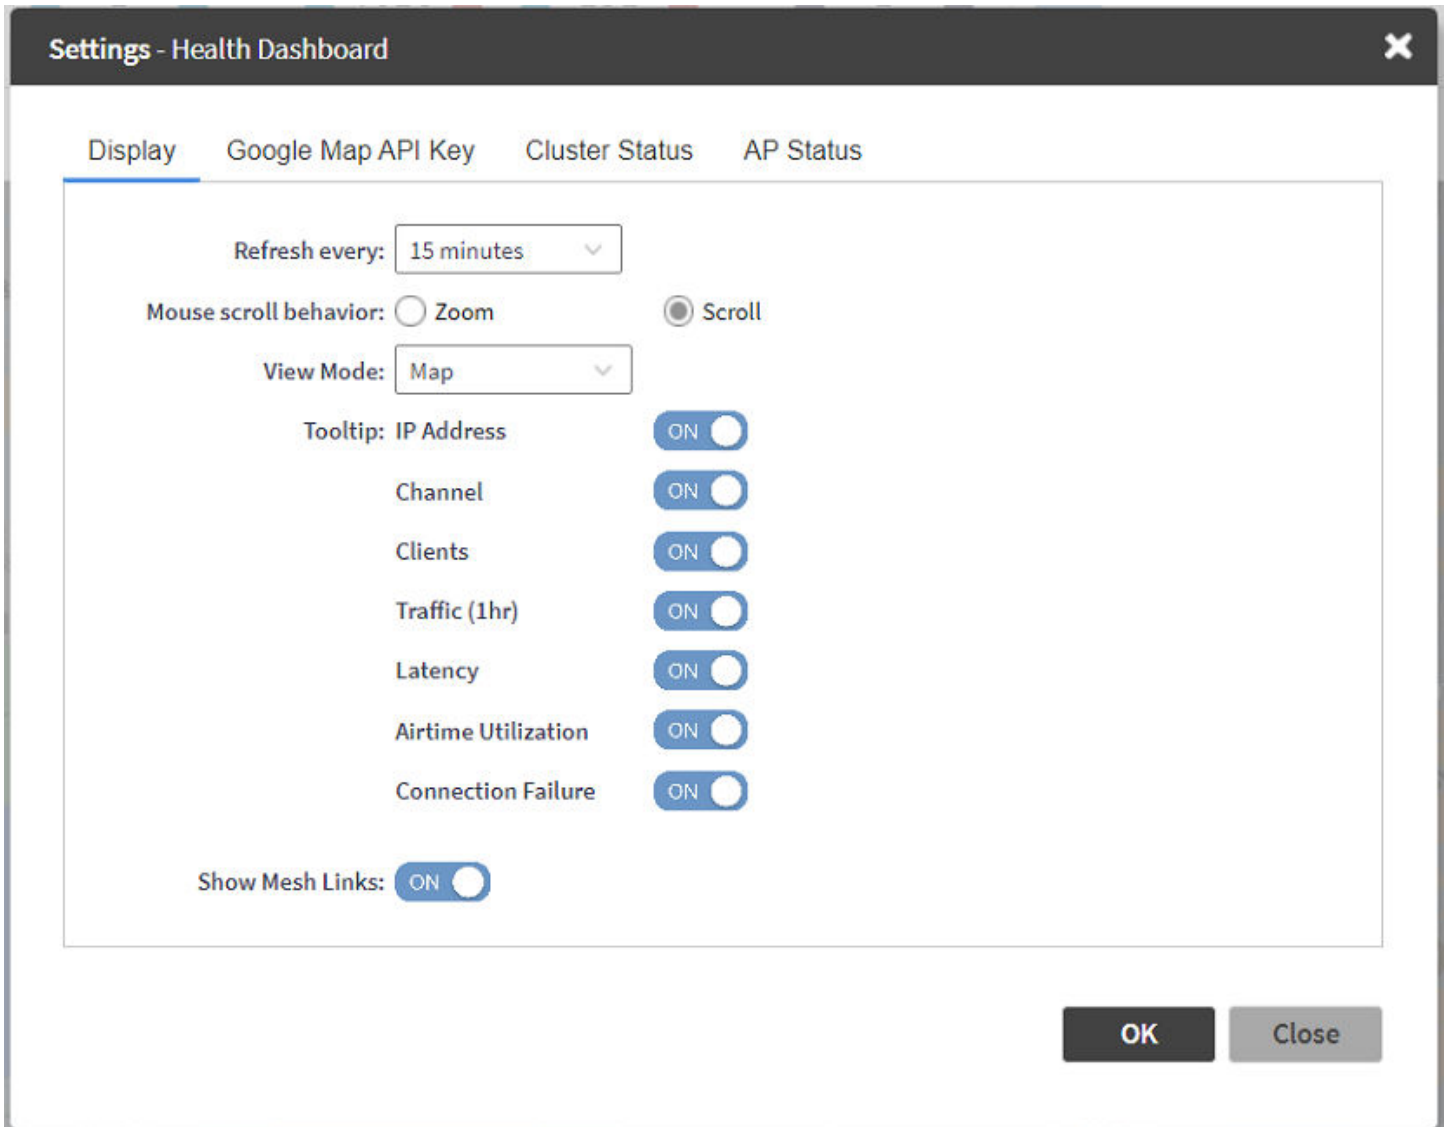 Settings - Health Dashboard
Display Google Map API Key Cluster Status AP Status
Refresh every: 15 minutes
Mouse scroll behavior: Zoom Scroll
View Mode: Map
Tooltip: IP Address ON
Channel ON
Clients ON
Traffic (1hr) ON
Latency ON
Airtime Utilization ON
Connection Failure ON
Show Mesh Links: ON
OK Close